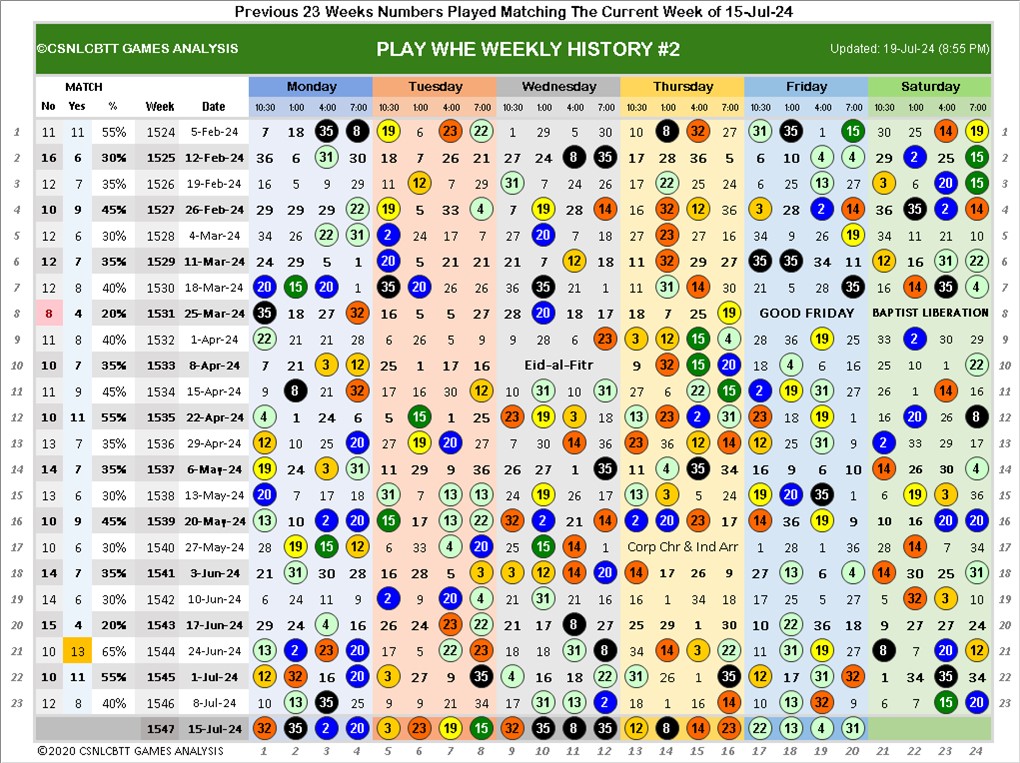 Previous 23 Weeks Numbers Played Matching The Current Week of 15-Jul-24
©CSNLCBTT GAMES ANALYSIS PLAY WHE WEEKLY HISTORY #2 Updated: 19-Jul-24 (8:55 PM)
MATCH Monday Tuesday Wednesday Thursday Friday Saturday
No Yes % Week Date 10:30 1:00 4:00 7:00 10:30 1:00 4:00 7:00 10:30 1:00 4:00 7:00 10:30 1:00 4:00 7:00 10:30 1:00 4:00 7:00 10:30 1:00 4:00 7:00
1 11 11 55% 1524 5-Feb-24 7 18 35 8 19 6 23 22 1 29 5 30 10 8 32 27 31 35 1 15 30 25 14 19 1
2 16 6 30% 1525 12-Feb-24 36 6 31 30 18 7 26 21 27 24 8 35 17 28 36 5 6 10 4 4 29 2 25 15 2
3 12 7 35% 1526 19-Feb-24 16 5 9 29 11 12 7 29 31 7 24 26 17 22 25 24 6 25 13 27 3 6 20 15 3
4 10 9 45% 1527 26-Feb-24 29 29 29 22 19 5 33 4 7 19 28 14 16 32 12 36 3 28 2 14 36 35 2 14 4
5 12 6 30% 1528 4-Mar-24 34 26 22 31 2 24 17 7 27 20 7 18 27 23 27 16 34 9 26 19 34 11 21 10 5
6 12 7 35% 1529 11-Mar-24 24 29 5 1 20 5 21 21 7 21 12 18 11 32 29 27 35 35 34 11 12 16 31 22 6
7 12 8 40% 1530 18-Mar-24 20 15 20 1 35 20 26 26 36 35 21 1 11 31 14 30 21 5 28 35 16 14 35 4 7
8 8 4 20% 1531 25-Mar-24 35 18 27 32 16 5 5 27 28 20 18 17 18 7 25 19 GOOD FRIDAY BAPTIST LIBERATION 8
9 11 8 40% 1532 1-Apr-24 22 21 21 28 6 26 5 9 9 28 6 23 3 12 15 4 28 36 19 25 33 2 30 29 9
10 10 7 35% 1533 8-Apr-24 7 21 3 12 25 1 17 16 Eid-al-Fitr 9 32 15 20 18 4 6 18 25 10 1 22 10
11 11 9 45% 1534 15-Apr-24 9 8 21 32 17 16 30 12 10 31 12 31 27 6 22 15 2 19 31 27 26 1 14 16 11
12 10 11 55% 1535 22-Apr-24 4 1 24 6 5 15 1 25 23 19 3 18 13 23 2 31 23 18 19 1 16 20 26 8 12
13 13 7 35% 1536 29-Apr-24 12 10 25 20 27 19 20 27 7 30 14 36 23 36 12 14 12 25 31 9 2 33 29 17 13
14 14 7 35% 1537 6-May-24 19 24 3 31 11 29 9 36 26 27 1 35 11 4 35 34 16 9 6 10 14 26 30 4 14
15 13 6 30% 1538 13-May-24 20 7 17 18 31 7 13 13 24 19 26 17 13 3 5 24 19 20 35 1 6 19 3 36 15
16 10 9 45% 1539 20-May-24 13 10 2 20 15 17 13 22 32 2 21 14 2 20 23 17 14 36 19 9 10 16 20 20 16
17 10 6 30% 1540 27-May-24 28 19 15 12 6 33 4 20 25 15 14 1 Corp Chr & Ind Arr 1 28 1 36 28 14 7 34 17
18 14 7 35% 1541 3-Jun-24 21 31 30 28 16 28 5 3 3 12 14 20 14 17 26 9 27 13 6 4 14 30 25 31 18
19 14 6 30% 1542 10-Jun-24 6 24 11 9 2 9 20 4 21 31 21 16 16 1 34 18 17 25 5 27 5 32 3 10 19
20 15 4 20% 1543 17-Jun-24 29 24 4 16 26 24 23 22 21 17 8 27 25 29 1 30 10 22 36 18 9 27 27 24 20
21 10 13 65% 1544 24-Jun-24 13 2 23 20 17 5 22 23 18 18 31 8 34 14 3 22 11 31 19 27 8 7 20 12 21
22 10 11 55% 1545 1-Jul-24 12 32 16 20 3 27 9 35 4 16 18 22 31 26 1 35 12 17 31 32 1 34 35 34 22
23 12 8 40% 1546 8-Jul-24 10 13 35 25 9 9 21 34 17 31 13 2 18 1 16 14 10 13 32 9 6 7 15 20 23
1547 15-Jul-24 32 35 2 20 3 23 19 15 32 35 8 35 12 8 14 23 22 13 4 31
©2020 CSNLCBTT GAMES ANALYSIS 1 2 3 4 5 6 7 8 9 10 11 12 13 14 15 16 17 18 19 20 21 22 23 24